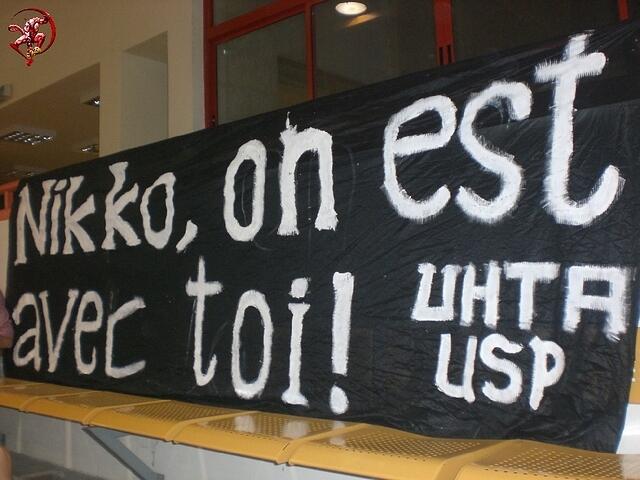 Nikko, on est
avec toi!
UHTA
USP